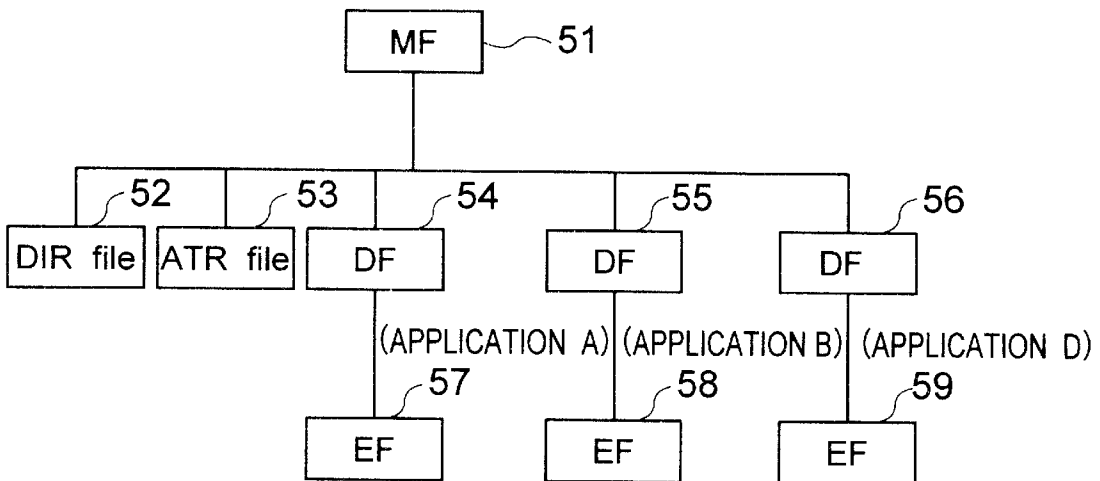 MF 51
52 53 54 55 56
DIR file ATR file DF DF DF
(APPLICATION A) (APPLICATION B) (APPLICATION D)
57 58 59
EF EF EF